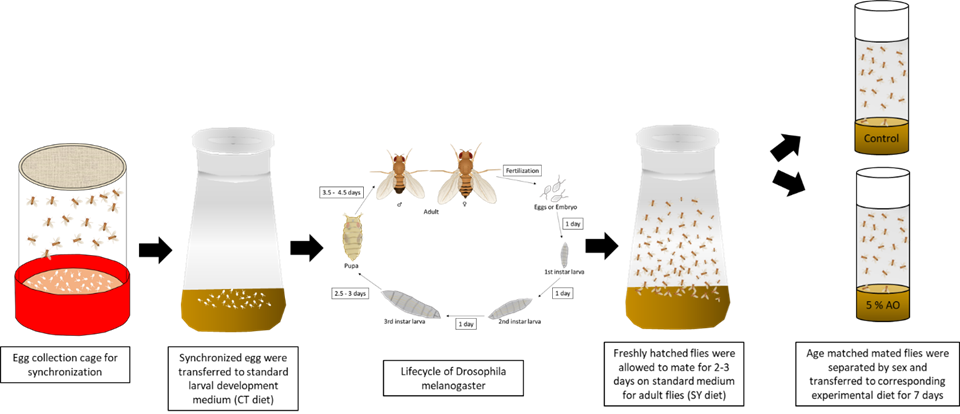 Egg collection cage for
synchronization
Synchronized egg were
transferred to standard
larval development
medium (CT diet)
3.5 - 4.5 days
♂
Adult
♀
Fertilization
Eggs or Embryo
1 day
1st instar larva
1 day
2nd instar larva
1 day
3rd instar larva
2.5 - 3 days
Pupa
Lifecycle of Drosophila
melanogaster
Freshly hatched flies were
allowed to mate for 2-3
days on standard medium
for adult flies (SY diet)
Control
5 % AO
Age matched mated flies were
separated by sex and
transferred to corresponding
experimental diet for 7 days